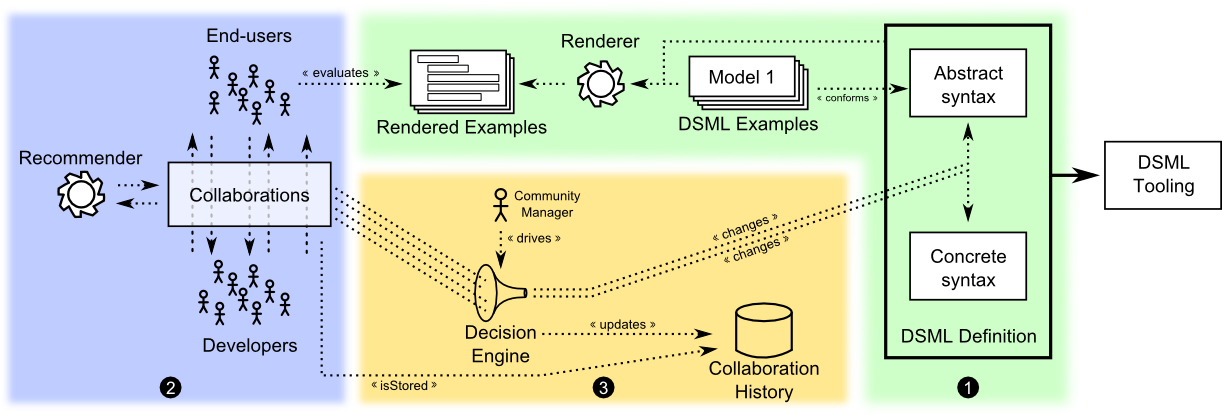 End-users
« evaluates »
Rendered Examples
Renderer
Model 1
DSML Examples
« conforms »
Abstract
syntax
Recommender
Collaborations
Developers
2
Community
Manager
« drives »
Decision
Engine
« changes »
« changes »
« updates »
« isStored »
Collaboration
History
3
Concrete
syntax
DSML Definition
1
DSML
Tooling